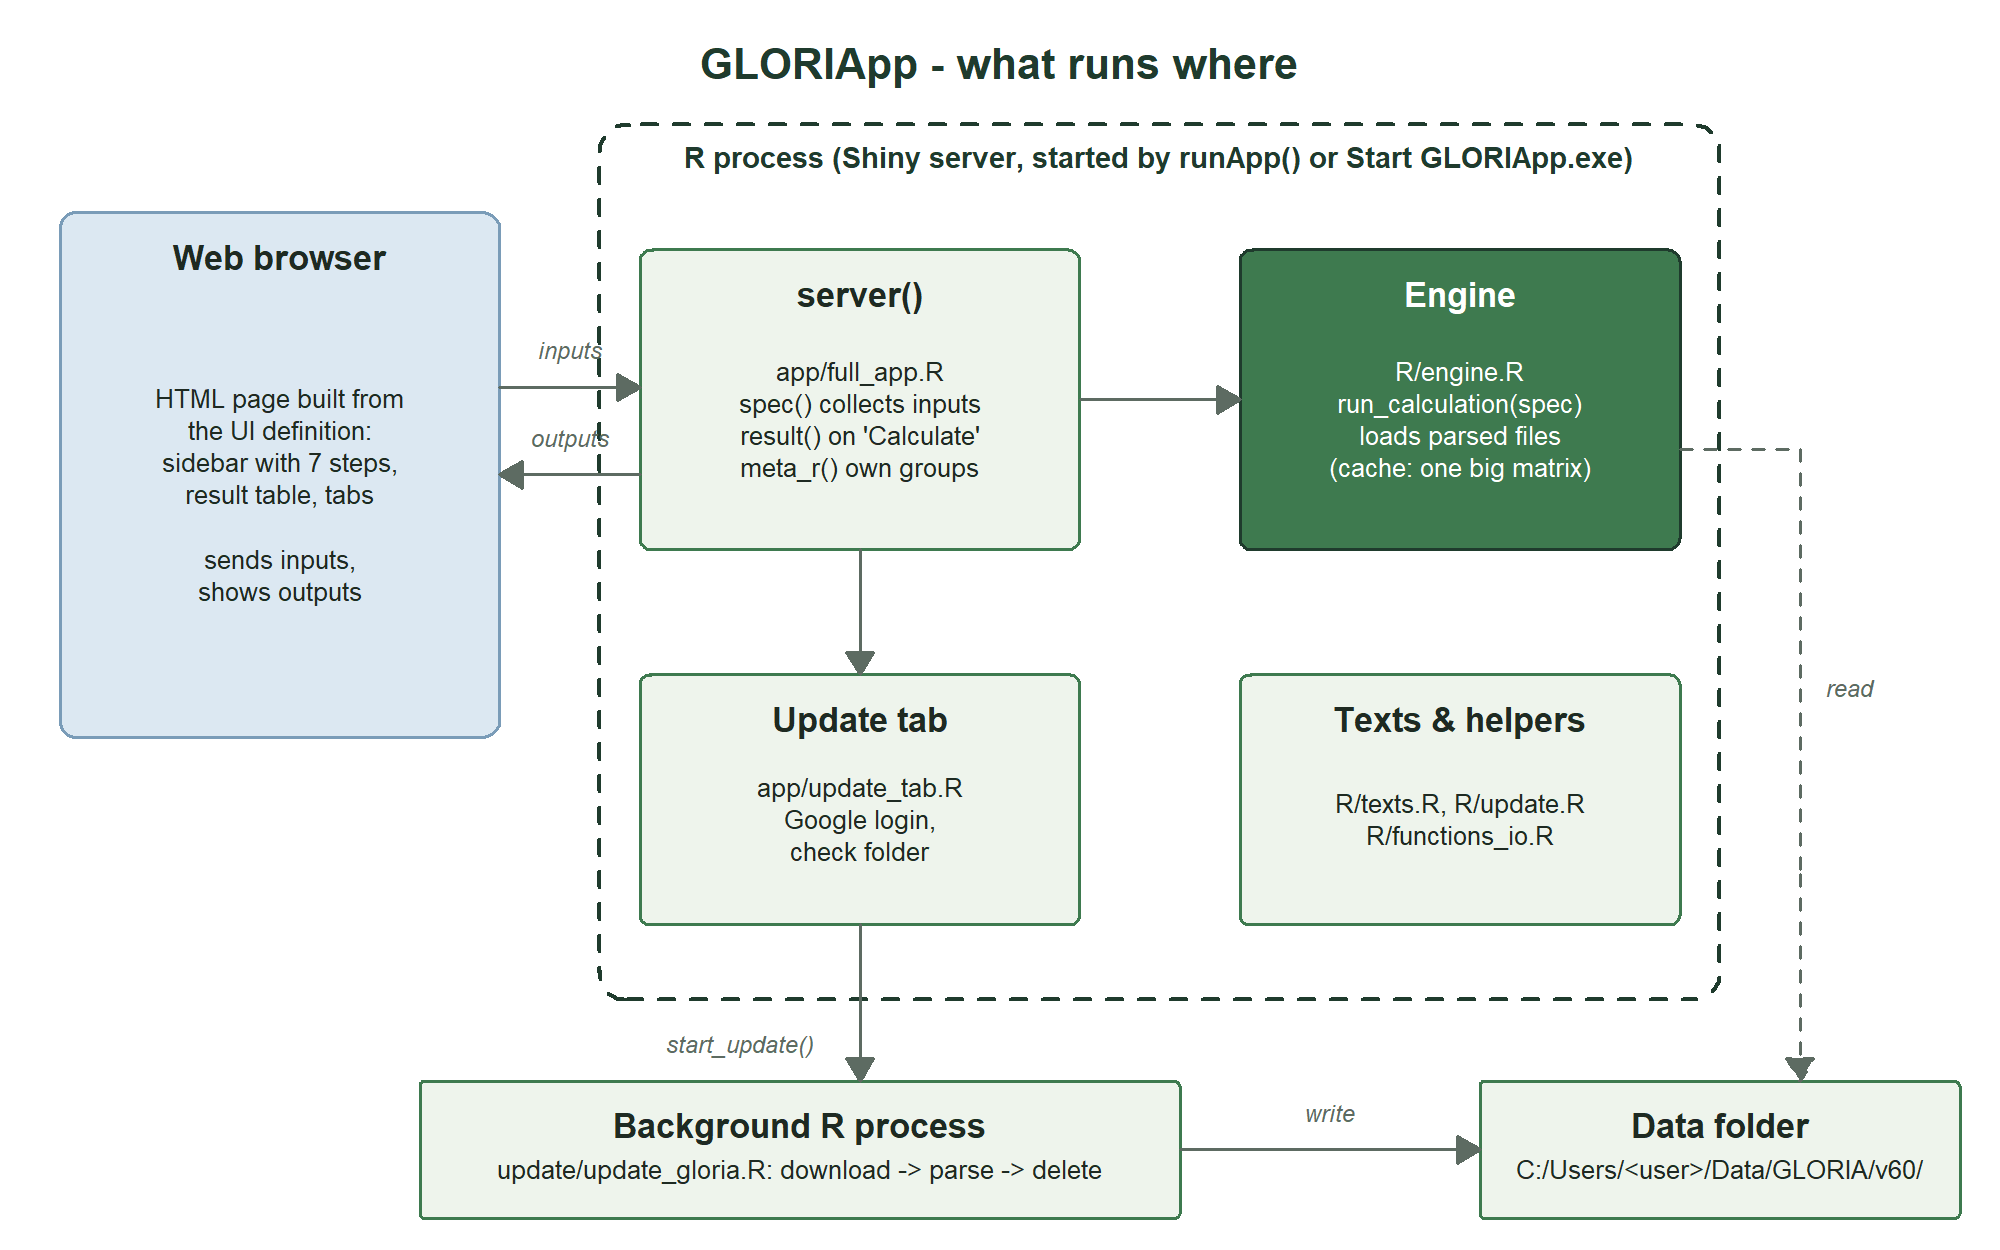 GLORIApp - what runs where
R process (Shiny server, started by runApp() or Start GLORIApp.exe)
Web browser
HTML page built from
the UI definition:
sidebar with 7 steps,
result table, tabs
sends inputs,
shows outputs
inputs
outputs
server()
app/full_app.R
spec() collects inputs
result() on 'Calculate'
meta_r() own groups
Engine
R/engine.R
run_calculation(spec)
loads parsed files
(cache: one big matrix)
Update tab
app/update_tab.R
Google login,
check folder
Texts & helpers
R/texts.R, R/update.R
R/functions_io.R
read
start_update()
Background R process
update/update_gloria.R: download -> parse -> delete
write
Data folder
C:/Users/<user>/Data/GLORIA/v60/